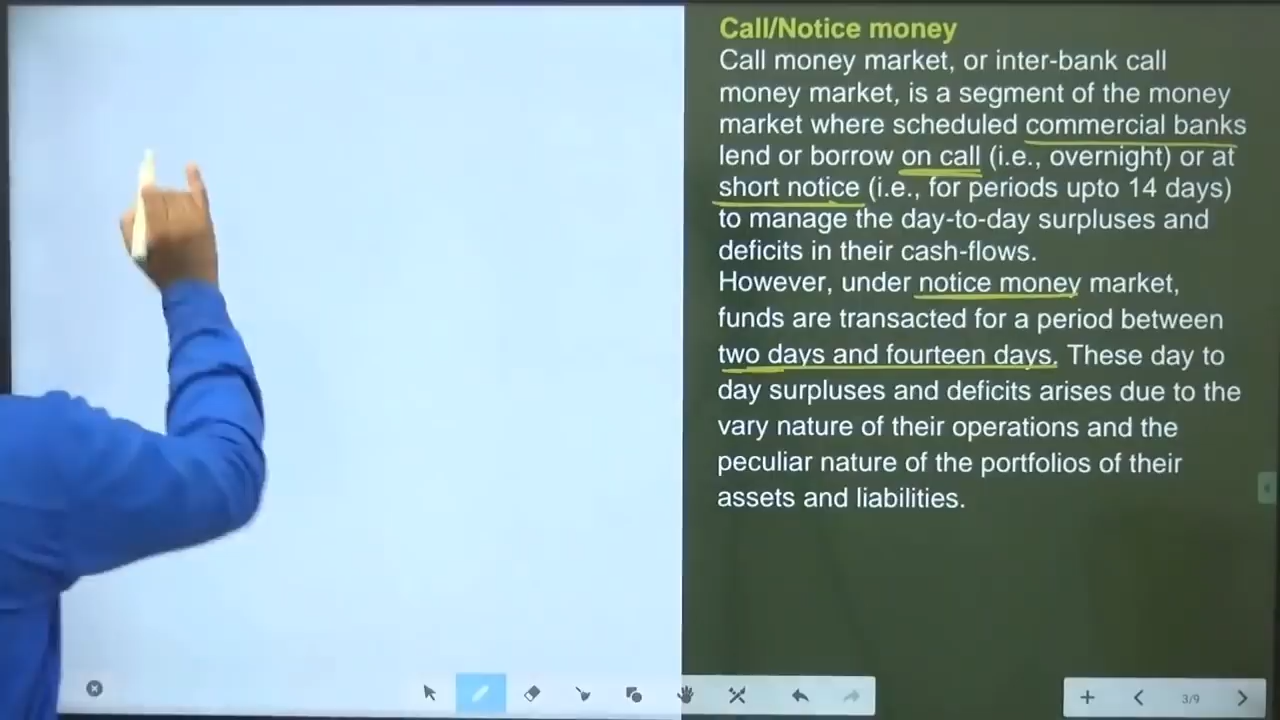 Call/Notice money
Call money market, or inter-bank call
money market, is a segment of the money
market where scheduled commercial banks
lend or borrow on call (i.e., overnight) or at
short notice (i.e., for periods upto 14 days)
to manage the day-to-day surpluses and
deficits in their cash-flows.
However, under notice money market,
funds are transacted for a period between
two days and fourteen days. These day to
day surpluses and deficits arises due to the
vary nature of their operations and the
peculiar nature of the portfolios of their
assets and liabilities.
3/9